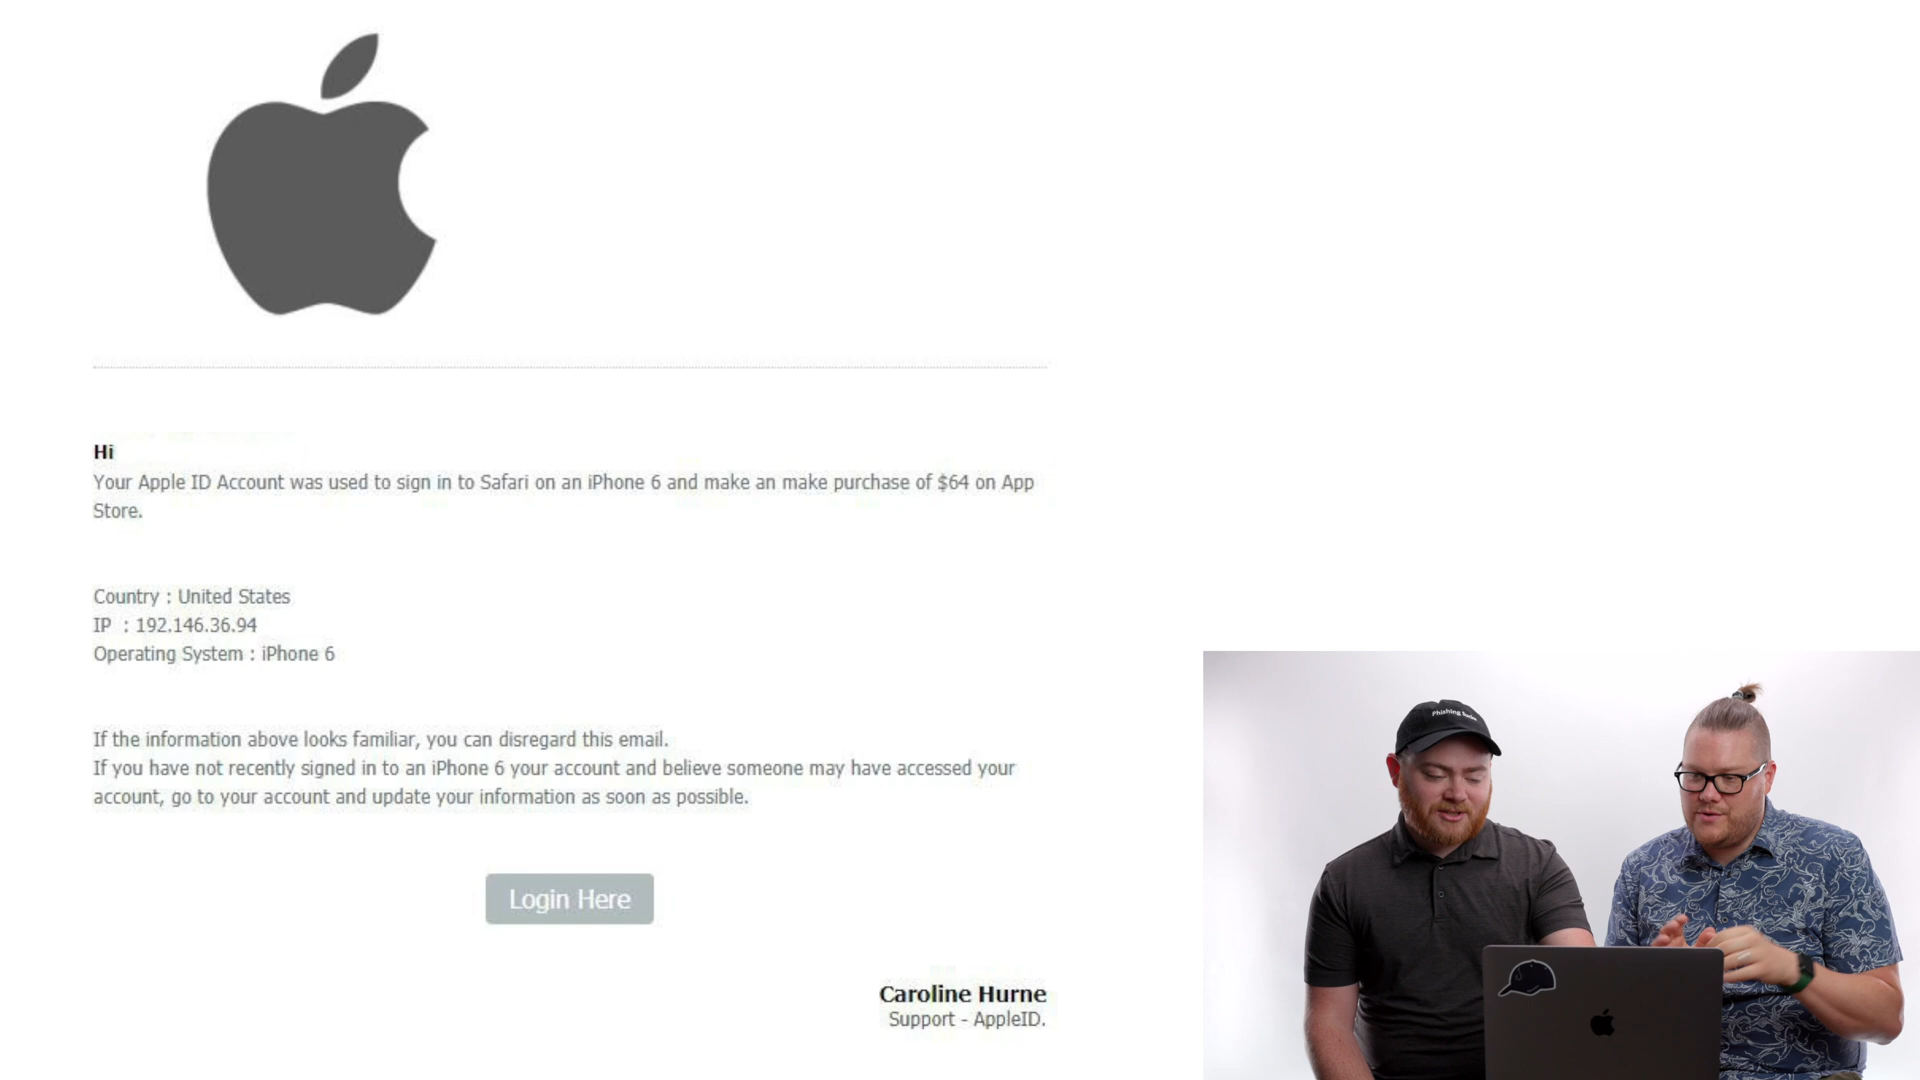 Hi
Your Apple ID Account was used to sign in to Safari on an iPhone 6 and make an make purchase of $64 on App
Store.
Country : United States
IP : 192.146.36.94
Operating System : iPhone 6
If the information above looks familiar, you can disregard this email.
If you have not recently signed in to an iPhone 6 your account and believe someone may have accessed your
account, go to your account and update your information as soon as possible.
Login Here
Caroline Hurne
Support - AppleID.
Phishing